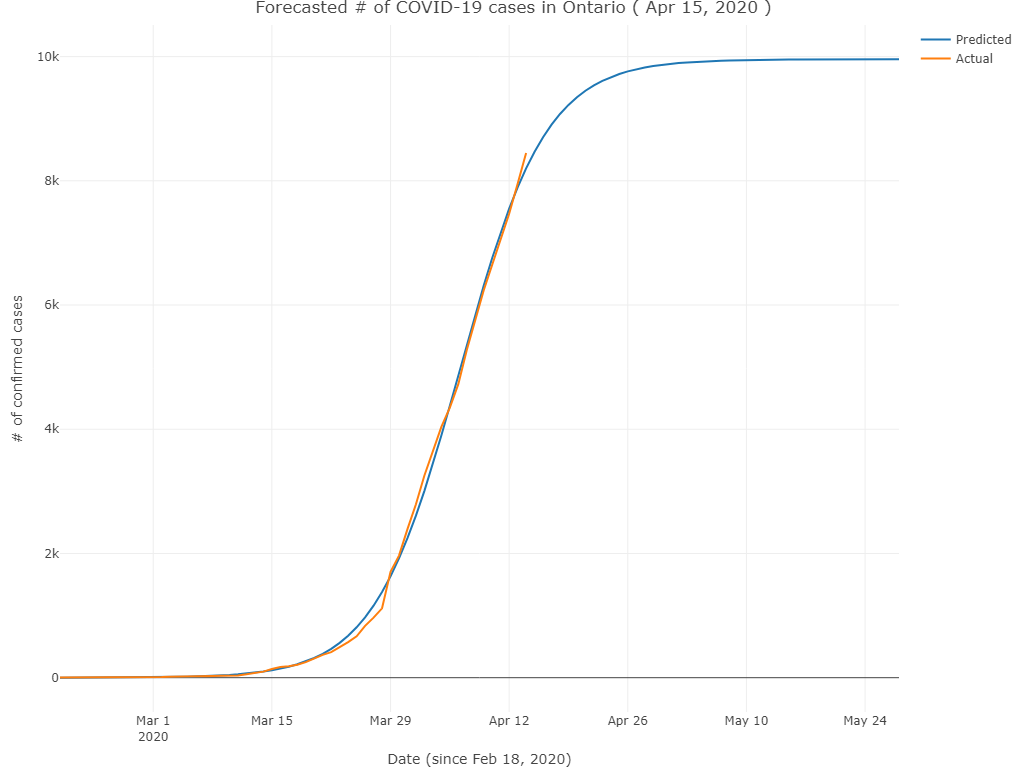 Forecasted # of COVID-19 cases in Ontario ( Apr 15, 2020 )
Predicted
Actual
10k
8k
6k
4k
2k
0
# of confirmed cases
Mar 1
2020
Mar 15
Mar 29
Apr 12
Apr 26
May 10
May 24
Date (since Feb 18, 2020)